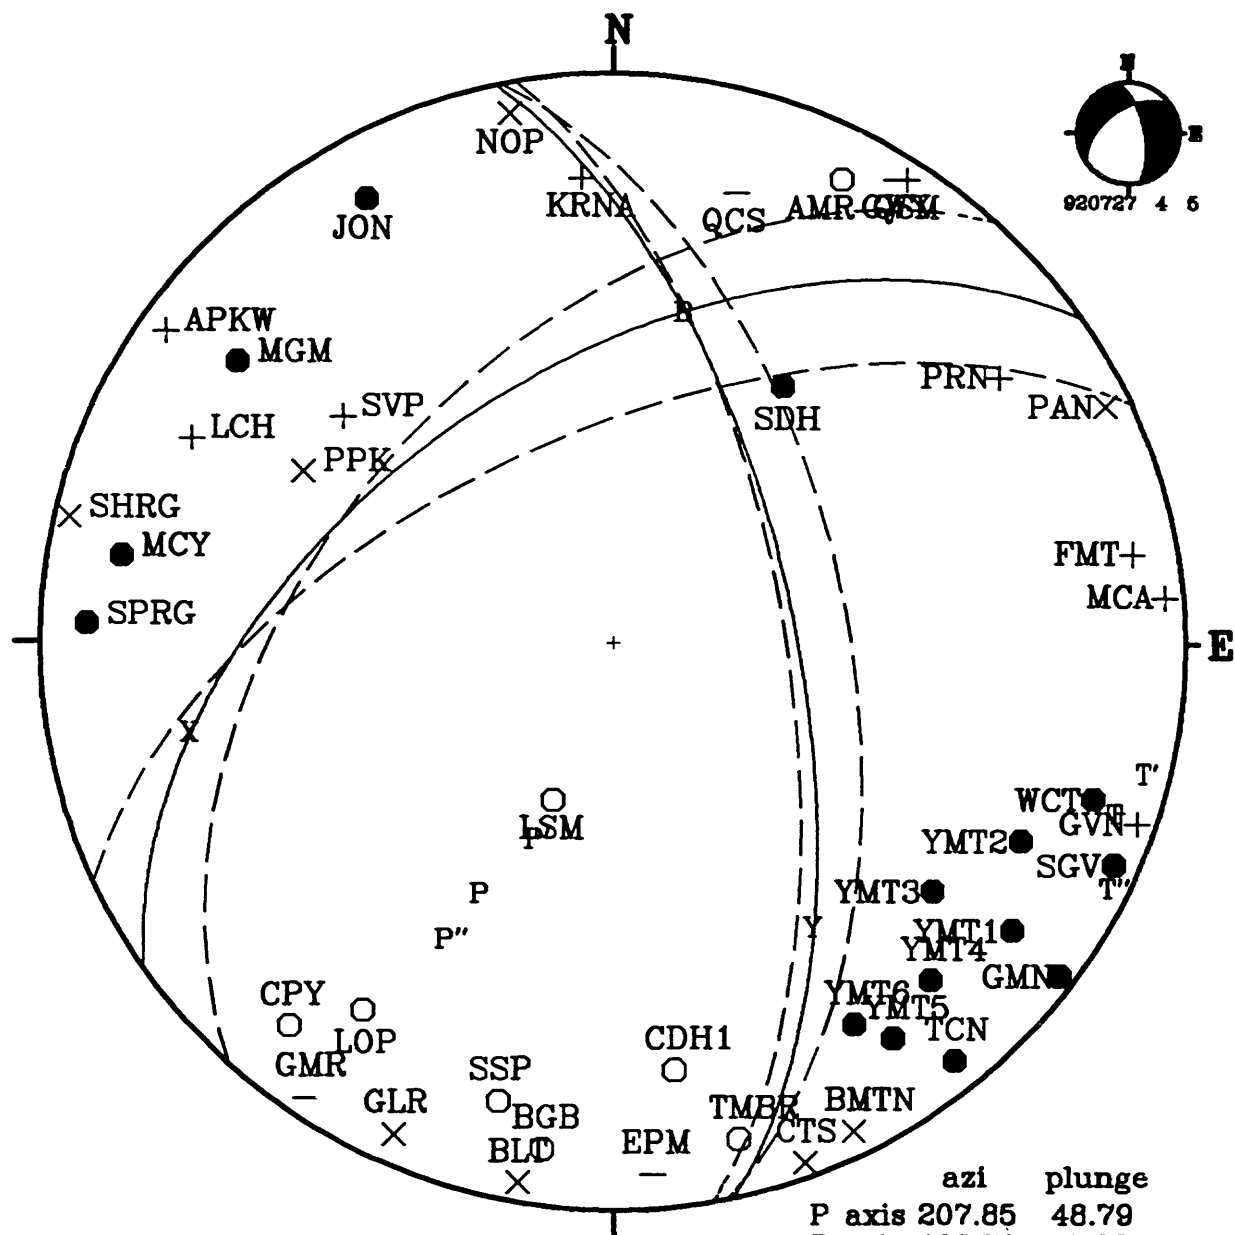 N
N
E
920727 4 5
NOP
KRNA
QCS
AMR
JON
APKW
MGM
SVP
LCH
PPK
SHRG
MCY
SPRG
R
SDH
PRN
PAN
FMT
MCA
E
X
LSM
P'
P
P''
Y
T'
WCT
T
GVN
YMT2
SGV
T''
YMT3
YMT1
YMT4
GMN
YMT6
YMT5
TCN
CPY
LOP
GMR
GLR
SSP
BGB
BLT
CDH1
EPM
TMBR
BMTN
CTS
azi plunge
P axis 207.85 48.79